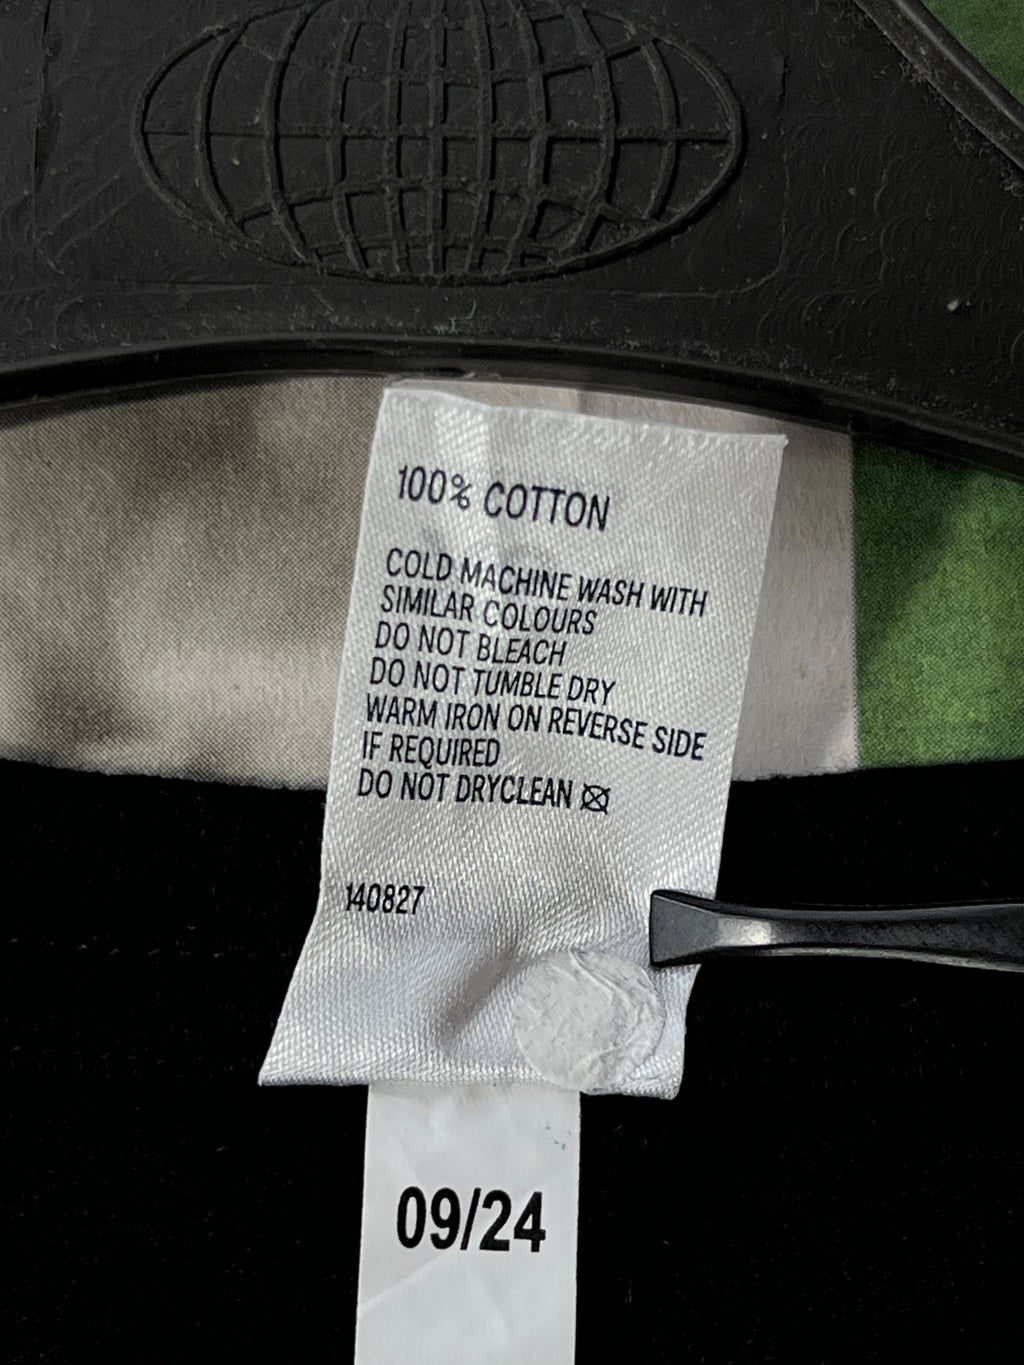 100% COTTON
COLD MACHINE WASH WITH
SIMILAR COLOURS
DO NOT BLEACH
DO NOT TUMBLE DRY
WARM IRON ON REVERSE SIDE
IF REQUIRED
DO NOT DRYCLEAN
140827
09/24